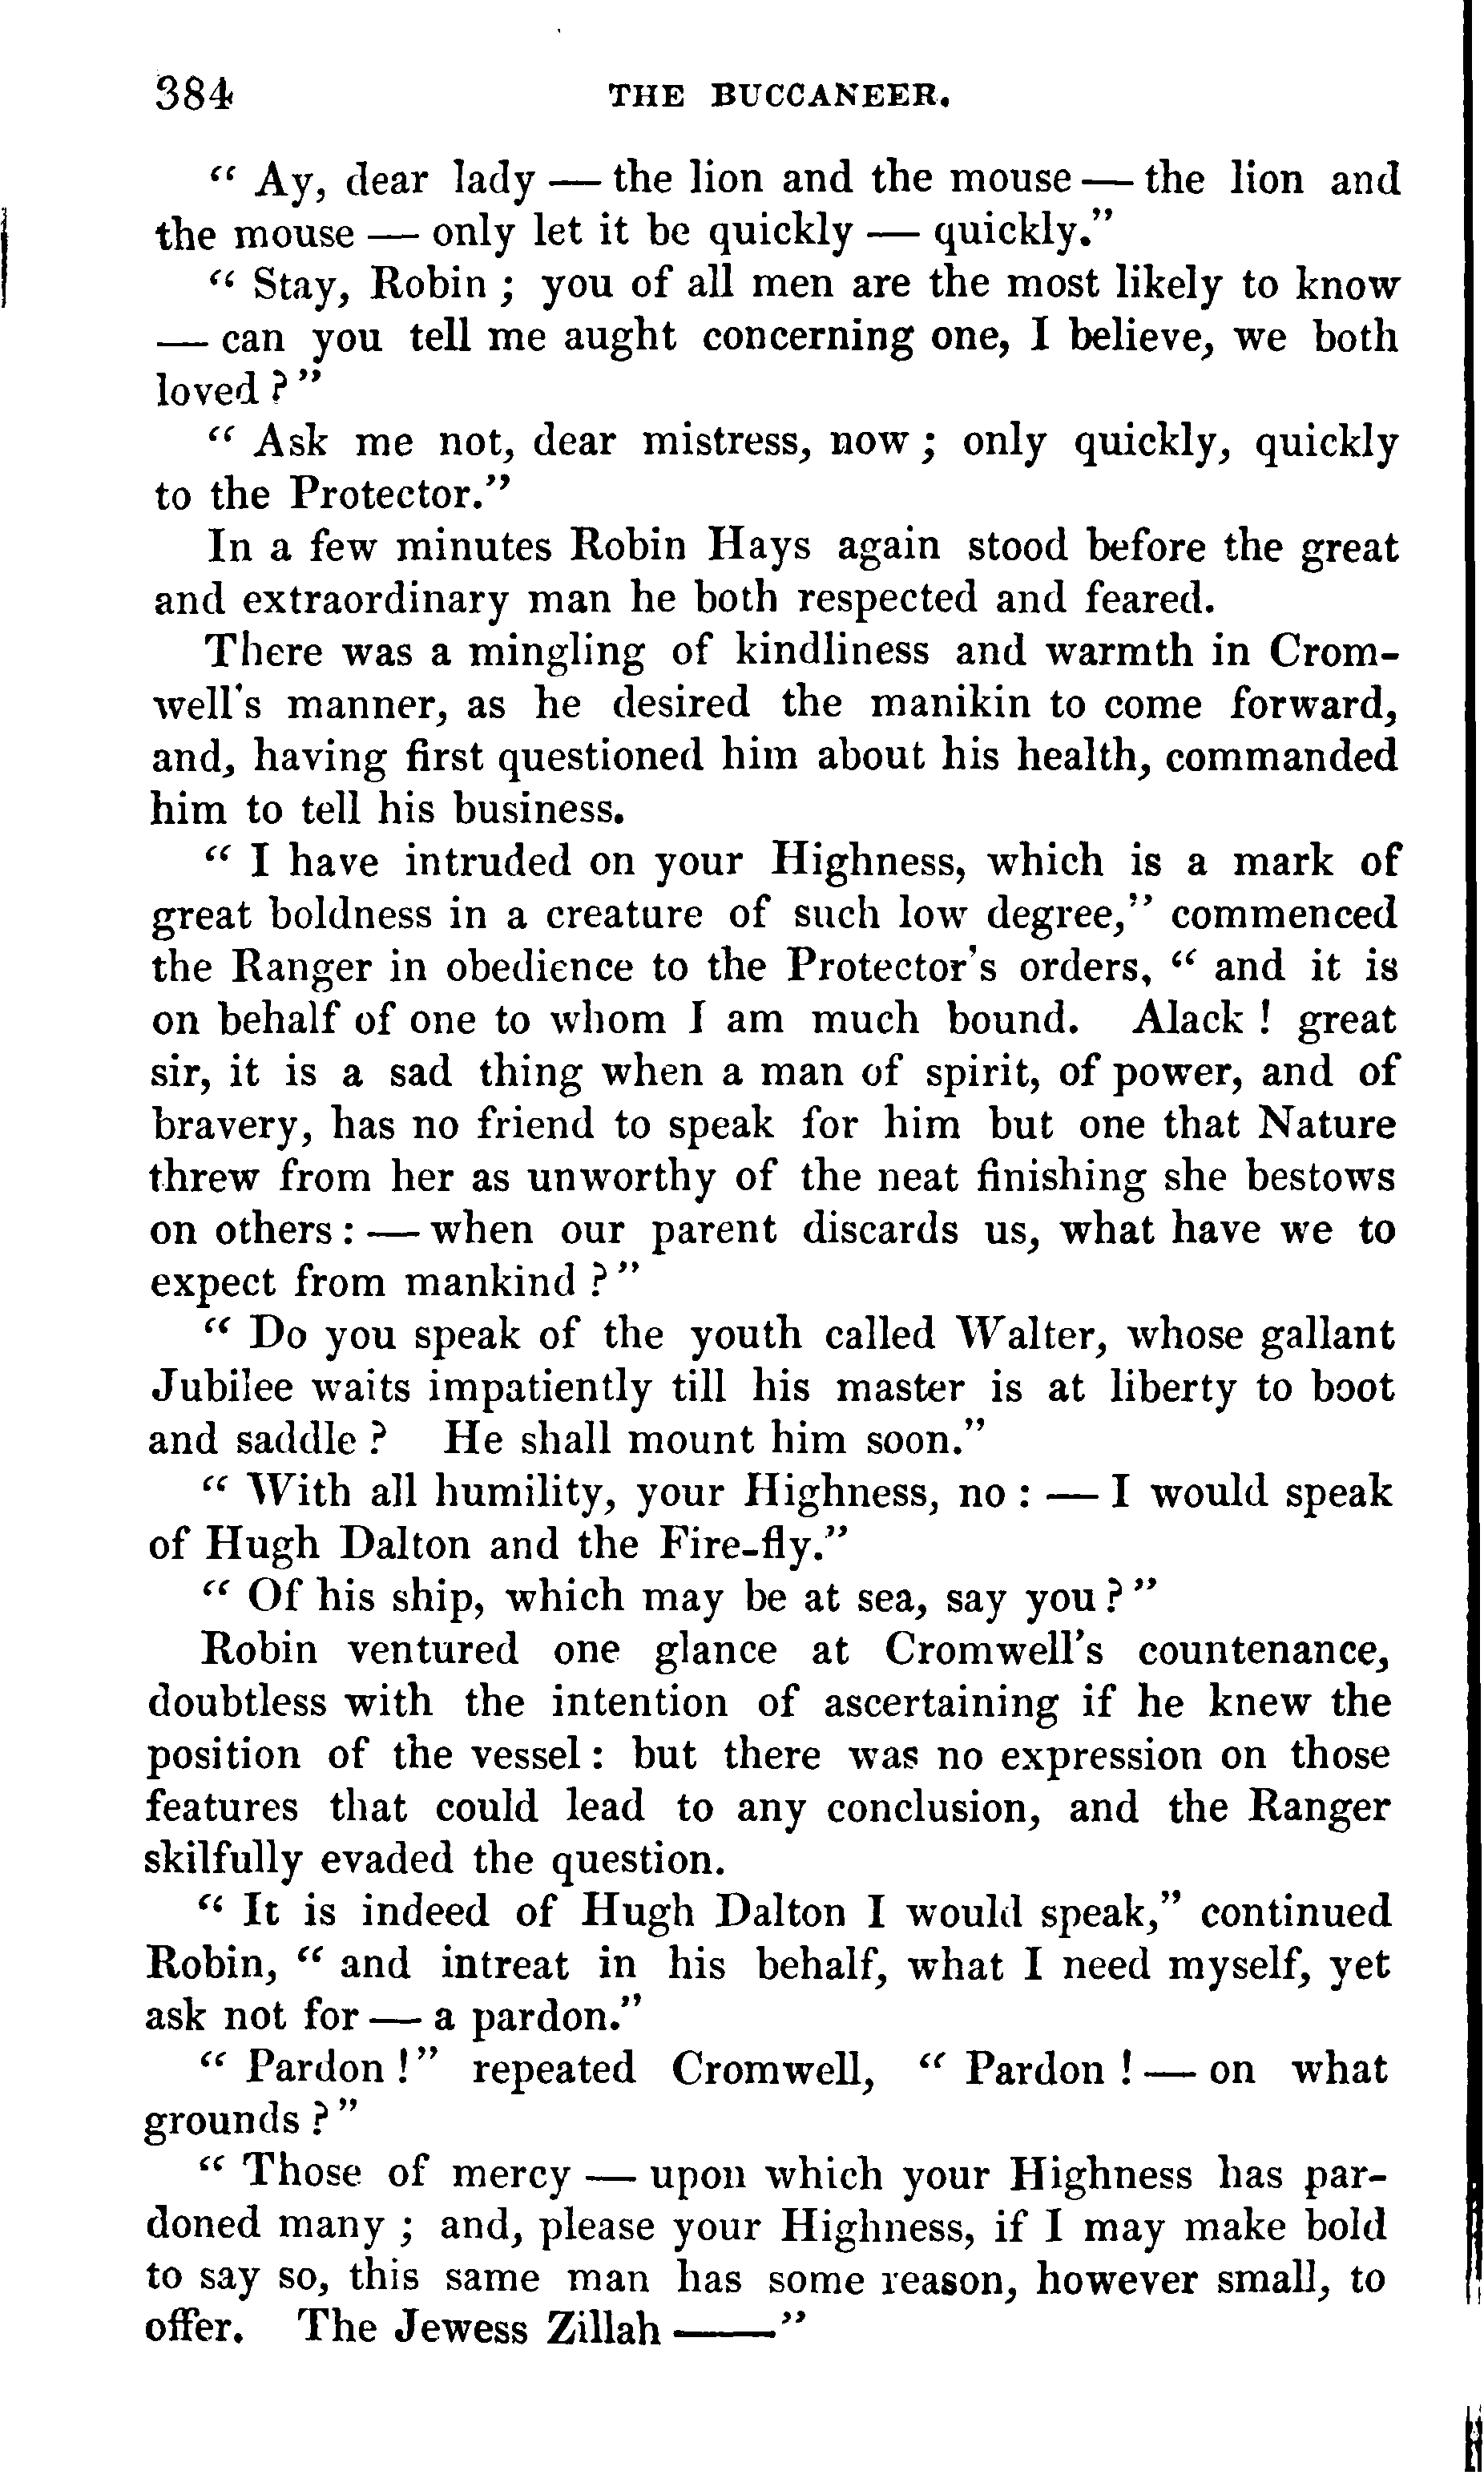 384 THE BUCCANEER.
“ Ay, dear lady — the lion and the mouse — the lion and
the mouse — only let it be quickly — quickly.”
“ Stay, Robin ; you of all men are the most likely to know
— can you tell me aught concerning one, I believe, we both
loved ? ”
“ Ask me not, dear mistress, now ; only quickly, quickly
to the Protector.”
In a few minutes Robin Hays again stood before the great
and extraordinary man he both respected and feared.
There was a mingling of kindliness and warmth in Crom-
well's manner, as he desired the manikin to come forward,
and, having first questioned him about his health, commanded
him to tell his business.
“ I have intruded on your Highness, which is a mark of
great boldness in a creature of such low degree,” commenced
the Ranger in obedience to the Protector's orders, “ and it is
on behalf of one to whom I am much bound. Alack ! great
sir, it is a sad thing when a man of spirit, of power, and of
bravery, has no friend to speak for him but one that Nature
threw from her as unworthy of the neat finishing she bestows
on others : — when our parent discards us, what have we to
expect from mankind ? ”
“ Do you speak of the youth called Walter, whose gallant
Jubilee waits impatiently till his master is at liberty to boot
and saddle ? He shall mount him soon.”
“ With all humility, your Highness, no : — I would speak
of Hugh Dalton and the Fire-fly.”
“ Of his ship, which may be at sea, say you ? ”
Robin ventured one glance at Cromwell's countenance,
doubtless with the intention of ascertaining if he knew the
position of the vessel : but there was no expression on those
features that could lead to any conclusion, and the Ranger
skilfully evaded the question.
“ It is indeed of Hugh Dalton I would speak,” continued
Robin, “ and intreat in his behalf, what I need myself, yet
ask not for — a pardon.”
“ Pardon ! ” repeated Cromwell, “ Pardon ! — on what
grounds ? ”
“ Those of mercy — upon which your Highness has par-
doned many ; and, please your Highness, if I may make bold
to say so, this same man has some reason, however small, to
offer. The Jewess Zillah ——”